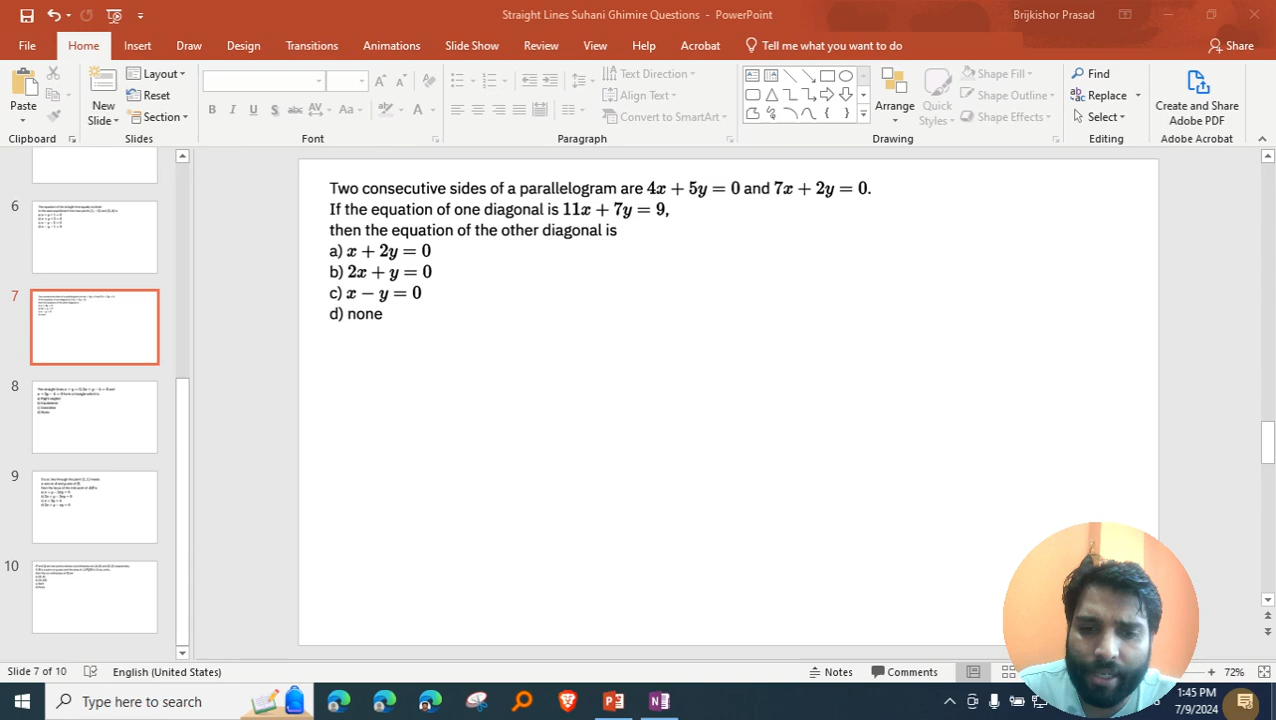 Straight Lines Suhani Ghimire Questions - PowerPoint
Brijkishor Prasad
File Home Insert Draw Design Transitions Animations Slide Show Review View Help Acrobat Tell me what you want to do Share
Paste
New Slide
Layout
Reset
Section
Text Direction
Align Text
Convert to SmartArt
Arrange
Quick Styles
Shape Fill
Shape Outline
Shape Effects
Find
Replace
Select
Create and Share Adobe PDF
Clipboard Slides Font Paragraph Drawing Editing Adobe Acrobat
6
7
8
9
10
Two consecutive sides of a parallelogram are 4x + 5y = 0 and 7x + 2y = 0.
If the equation of one diagonal is 11x + 7y = 9,
then the equation of the other diagonal is
a) x + 2y = 0
b) 2x + y = 0
c) x − y = 0
d) none
Slide 7 of 10 English (United States) Notes Comments 72%
Type here to search
1:45 PM
7/9/2024